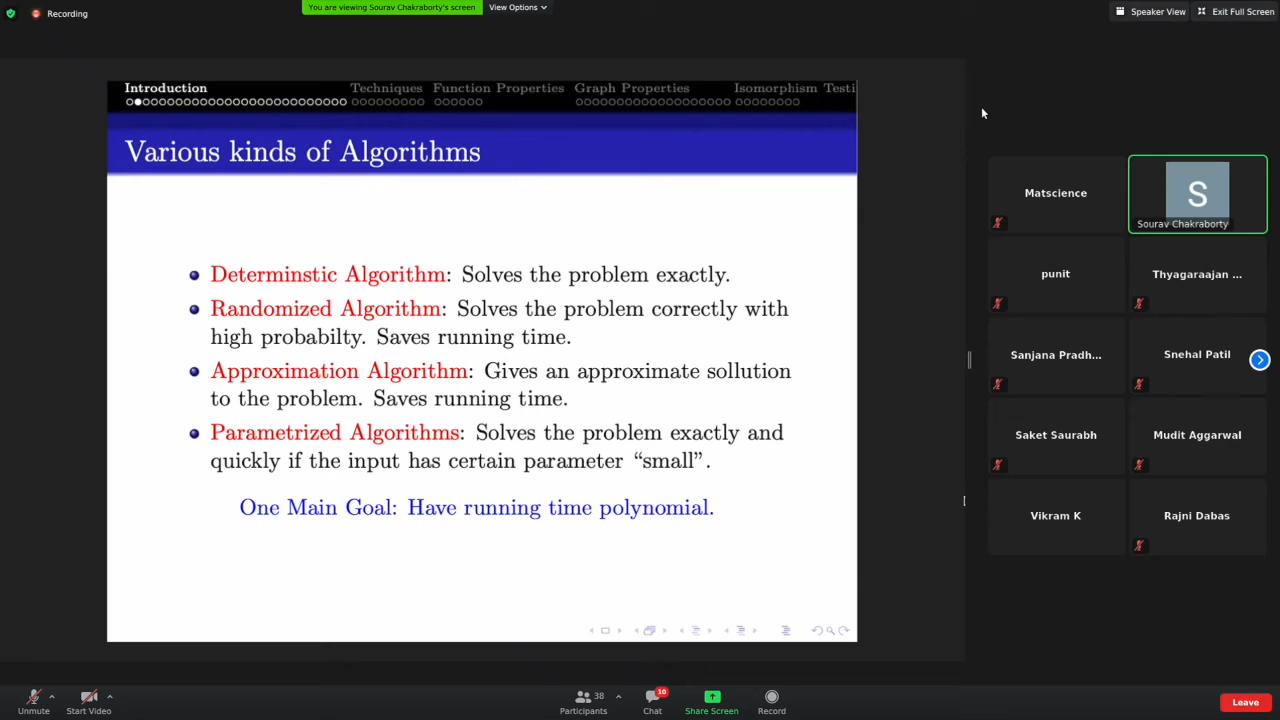 Recording
You are viewing Sourav Chakraborty's screen
View Options
Speaker View
Exit Full Screen
Introduction
Techniques
Function Properties
Graph Properties
Isomorphism
Testi
Various kinds of Algorithms
Determinstic Algorithm: Solves the problem exactly.
Randomized Algorithm: Solves the problem correctly with
high probabilty. Saves running time.
Approximation Algorithm: Gives an approximate sollution
to the problem. Saves running time.
Parametrized Algorithms: Solves the problem exactly and
quickly if the input has certain parameter “small”.
One Main Goal: Have running time polynomial.
Matscience
S
Sourav Chakraborty
punit
Thyagaraajan ...
Sanjana Pradh...
Snehal Patil
Saket Saurabh
Mudit Aggarwal
Vikram K
Rajni Dabas
Unmute
Start Video
38
Participants
10
Chat
Share Screen
Record
Leave